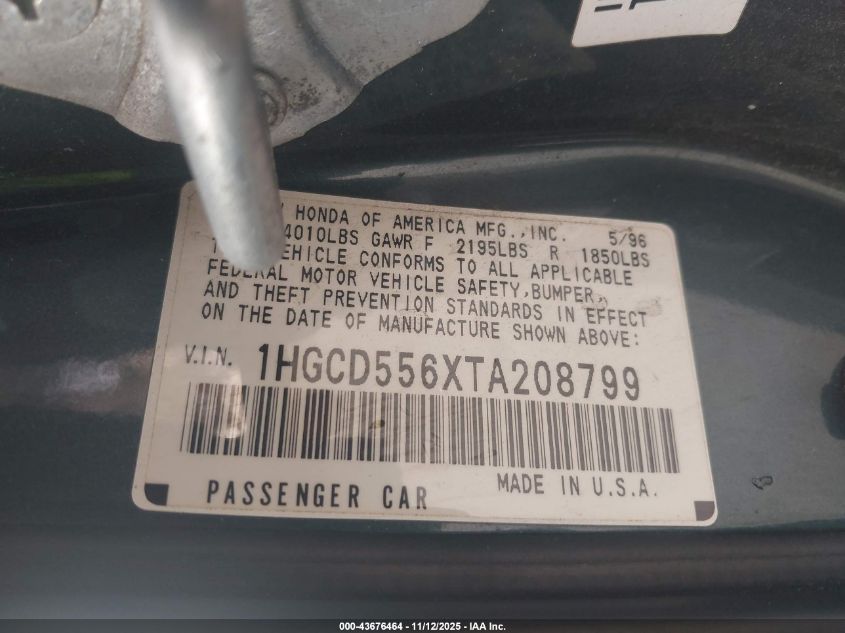 HONDA OF AMERICA MFG., INC. 5/96
4010LBS GAWR F 2195LBS R 1850LBS
VEHICLE CONFORMS TO ALL APPLICABLE
FEDERAL MOTOR VEHICLE SAFETY, BUMPER,
AND THEFT PREVENTION STANDARDS IN EFFECT
ON THE DATE OF MANUFACTURE SHOWN ABOVE:
V.I.N. 1HGCD556XTA208799
PASSENGER CAR MADE IN U.S.A.
000-43676464 - 11/12/2025 - IAA Inc.